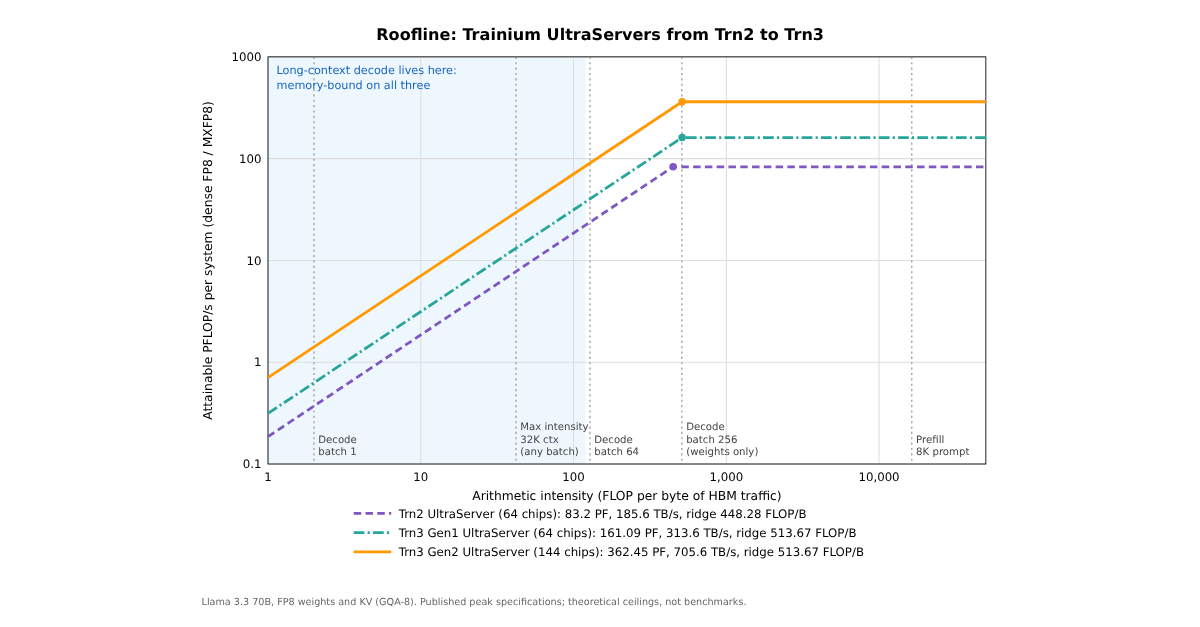 Roofline: Trainium UltraServers from Trn2 to Trn3
Attainable PFLOP/s per system (dense FP8 / MXFP8)
1000
100
10
1
0.1
Long-context decode lives here:
memory-bound on all three
Decode
batch 1
Max intensity
32K ctx
(any batch)
Decode
batch 64
Decode
batch 256
(weights only)
Prefill
8K prompt
1
10
100
1,000
10,000
Arithmetic intensity (FLOP per byte of HBM traffic)
Trn2 UltraServer (64 chips): 83.2 PF, 185.6 TB/s, ridge 448.28 FLOP/B
Trn3 Gen1 UltraServer (64 chips): 161.09 PF, 313.6 TB/s, ridge 513.67 FLOP/B
Trn3 Gen2 UltraServer (144 chips): 362.45 PF, 705.6 TB/s, ridge 513.67 FLOP/B
Llama 3.3 70B, FP8 weights and KV (GQA-8). Published peak specifications; theoretical ceilings, not benchmarks.